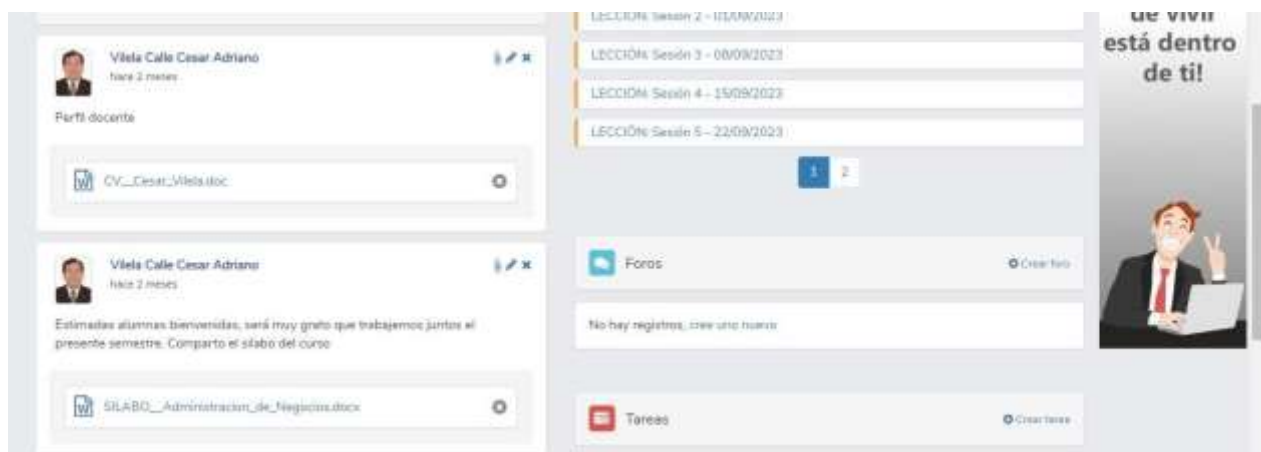 Vilela Calle Cesar Adriano
hace 2 meses
Perfil docente
CV__Cesar_Vilela.doc
Vilela Calle Cesar Adriano
hace 2 meses
Estimadas alumnas bienvenidas, será muy grato que trabajemos juntos el
presente semestre. Comparto el silabo del curso
SILABO__Administracion_de_Negocios.docx
LECCIÓN: Sesión 2 - 01/09/2023
LECCIÓN: Sesión 3 - 08/09/2023
LECCIÓN: Sesión 4 - 15/09/2023
LECCIÓN: Sesión 5 - 22/09/2023
1 2
Foros
Crear foro
No hay registros, cree uno nuevo
Tareas
Crear tarea
de vivir
está dentro
de ti!